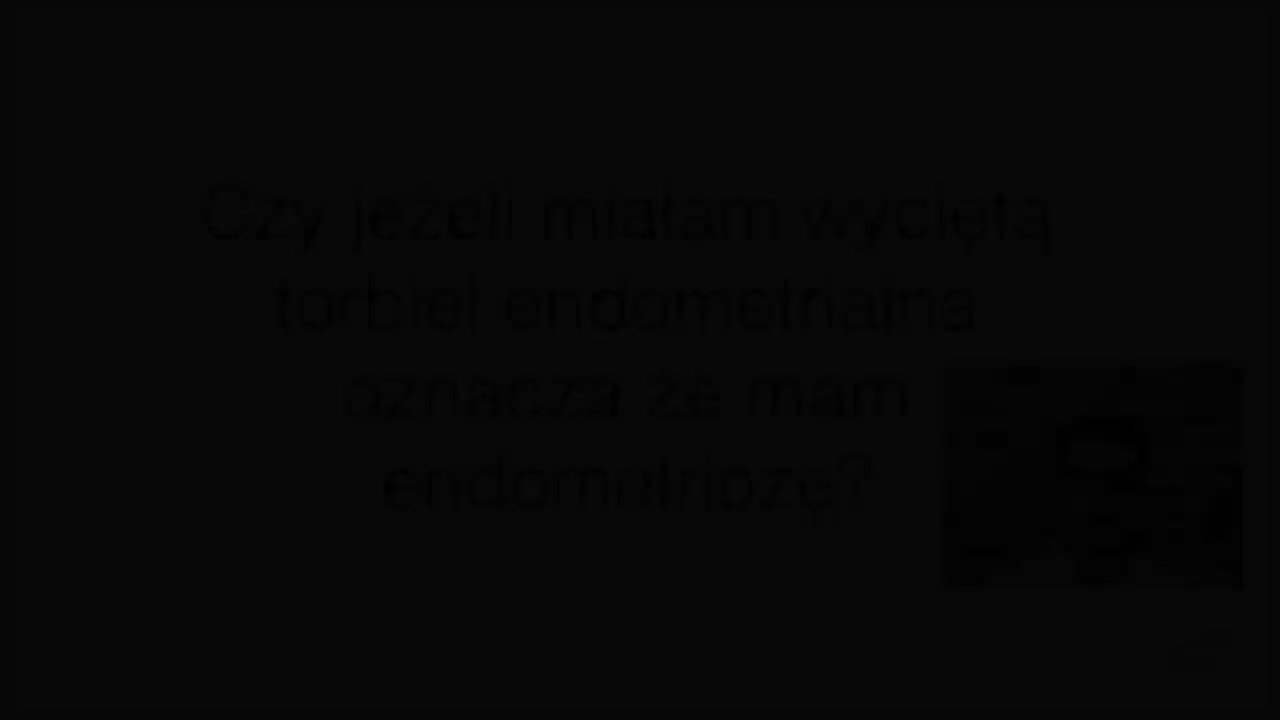 Czy jeżeli miałam wyciętą
torbiel endometrialna
oznacza że mam
endometriozę?